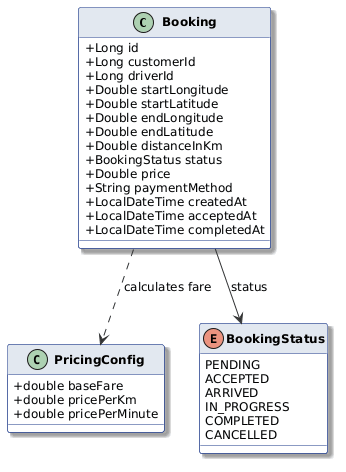 C Booking
+Long id
+Long customerId
+Long driverId
+Double startLongitude
+Double startLatitude
+Double endLongitude
+Double endLatitude
+Double distanceInKm
+BookingStatus status
+Double price
+String paymentMethod
+LocalDateTime createdAt
+LocalDateTime acceptedAt
+LocalDateTime completedAt
calculates fare
status
C PricingConfig
+double baseFare
+double pricePerKm
+double pricePerMinute
E BookingStatus
PENDING
ACCEPTED
ARRIVED
IN_PROGRESS
COMPLETED
CANCELLED